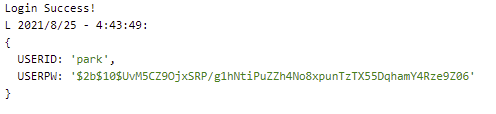 Login Success!
L 2021/8/25 - 4:43:49:
{
USERID: 'park',
USERPW: '$2b$10$UvM5CZ9OjxSRP/g1hNtiPuZZh4No8xpunTzTX55DqhamY4Rze9Z06'
}